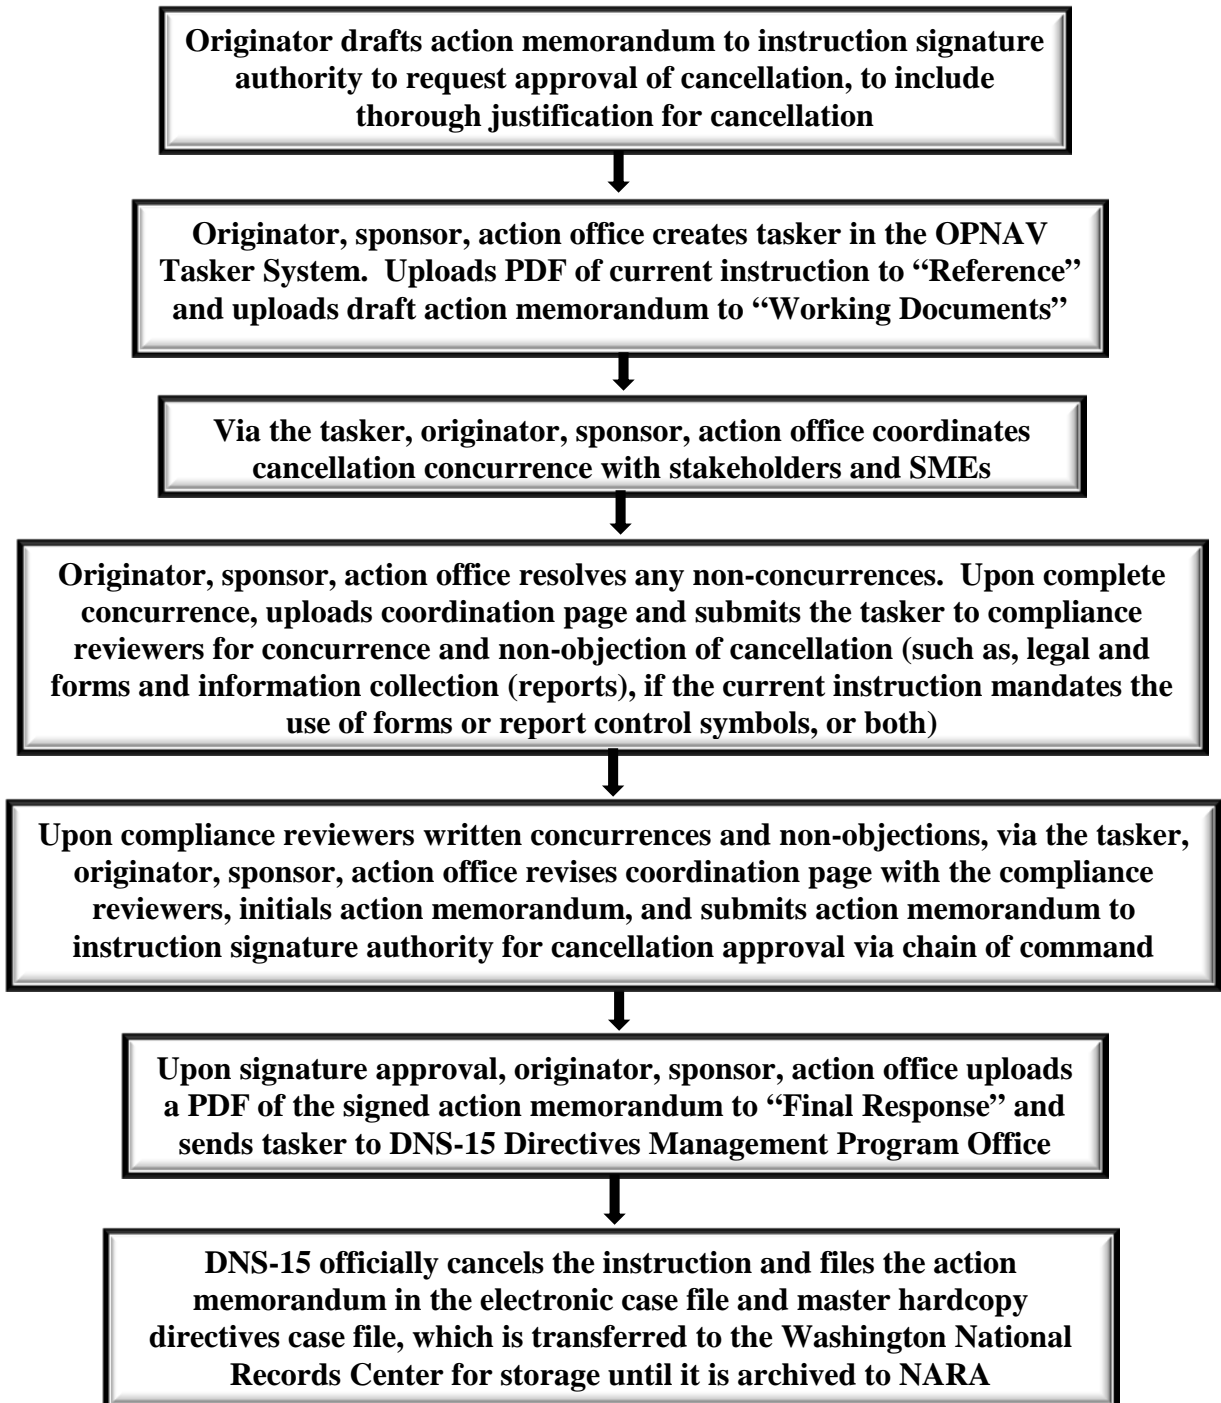 Originator drafts action memorandum to instruction signature
authority to request approval of cancellation, to include
thorough justification for cancellation
Originator, sponsor, action office creates tasker in the OPNAV
Tasker System.  Uploads PDF of current instruction to “Reference”
and uploads draft action memorandum to “Working Documents”
Via the tasker, originator, sponsor, action office coordinates
cancellation concurrence with stakeholders and SMEs
Originator, sponsor, action office resolves any non-concurrences.  Upon complete
concurrence, uploads coordination page and submits the tasker to compliance
reviewers for concurrence and non-objection of cancellation (such as, legal and
forms and information collection (reports), if the current instruction mandates the
use of forms or report control symbols, or both)
Upon compliance reviewers written concurrences and non-objections, via the tasker,
originator, sponsor, action office revises coordination page with the compliance
reviewers, initials action memorandum, and submits action memorandum to
instruction signature authority for cancellation approval via chain of command
Upon signature approval, originator, sponsor, action office uploads
a PDF of the signed action memorandum to “Final Response” and
sends tasker to DNS-15 Directives Management Program Office
DNS-15 officially cancels the instruction and files the action
memorandum in the electronic case file and master hardcopy
directives case file, which is transferred to the Washington National
Records Center for storage until it is archived to NARA